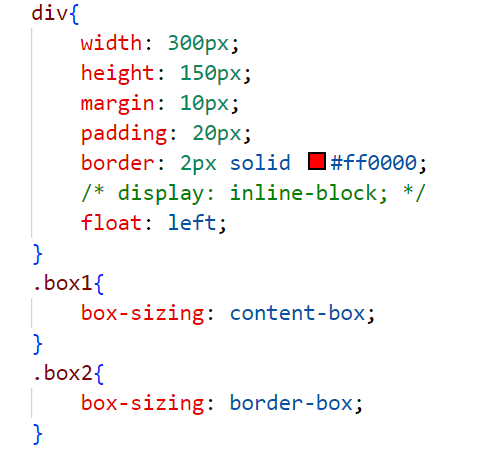 div{
    width: 300px;
    height: 150px;
    margin: 10px;
    padding: 20px;
    border: 2px solid #ff0000;
    /* display: inline-block; */
    float: left;
}
.box1{
    box-sizing: content-box;
}
.box2{
    box-sizing: border-box;
}